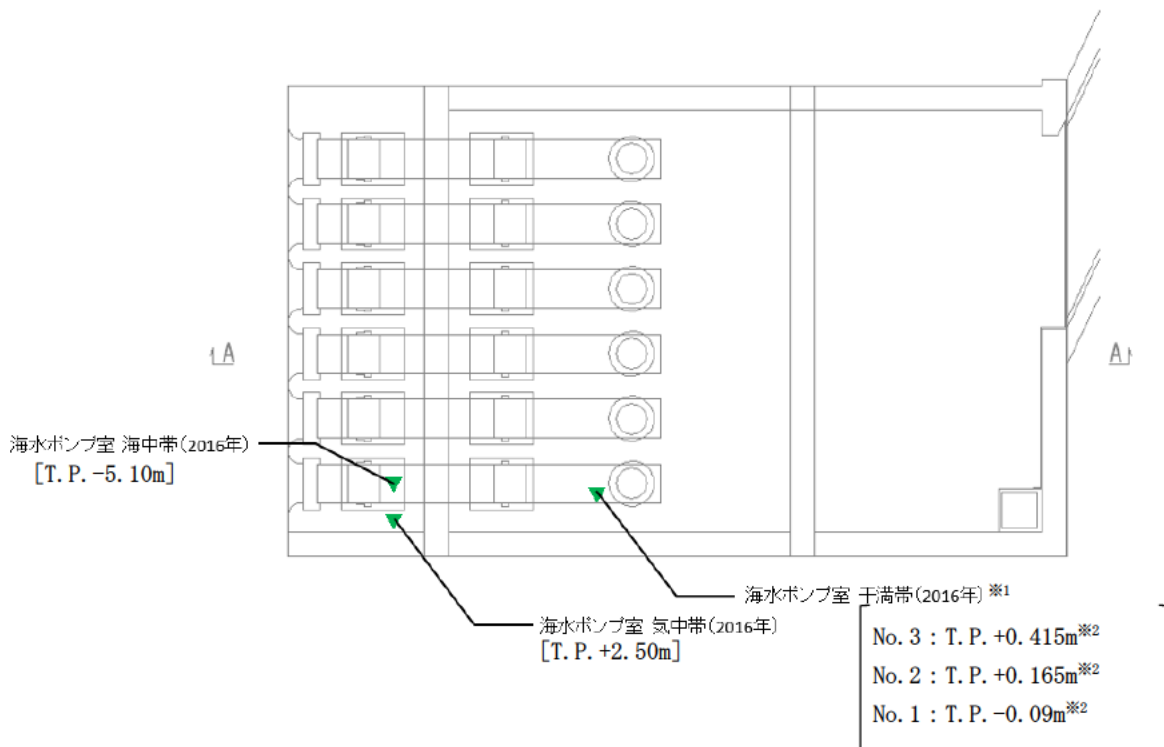 A
A
海水ポンプ室 海中帯(2016年)
[T.P.-5.10m]
海水ポンプ室 干満帯(2016年)※1
海水ポンプ室 気中帯(2016年)
[T.P.+2.50m]
No.3：T.P.+0.415m※2
No.2：T.P.+0.165m※2
No.1：T.P.-0.09m※2